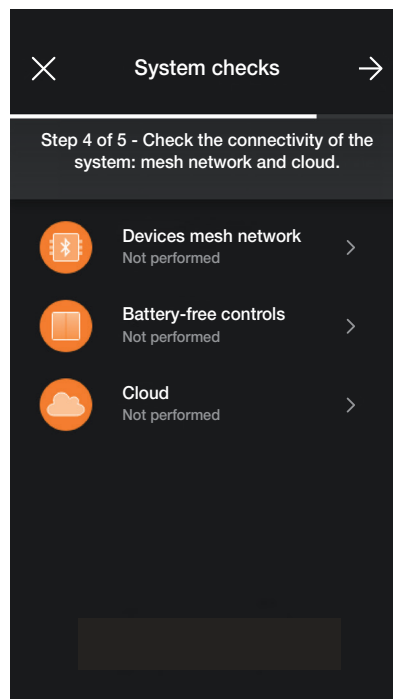 System checks
Step 4 of 5 - Check the connectivity of the
system: mesh network and cloud.
Devices mesh network
Not performed
Battery-free controls
Not performed
Cloud
Not performed